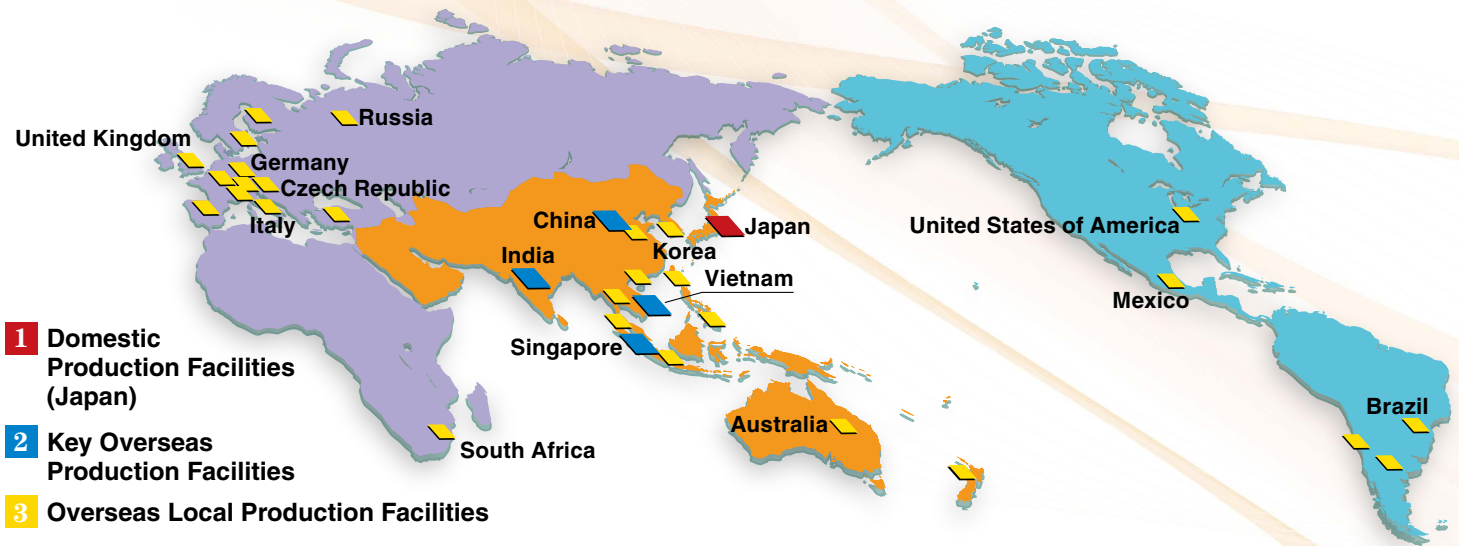 Russia
United Kingdom
Germany
Czech Republic
Italy
China
Japan
Korea
India
Vietnam
Singapore
South Africa
Australia
United States of America
Mexico
Brazil
1 Domestic
Production Facilities
(Japan)
2 Key Overseas
Production Facilities
3 Overseas Local Production Facilities